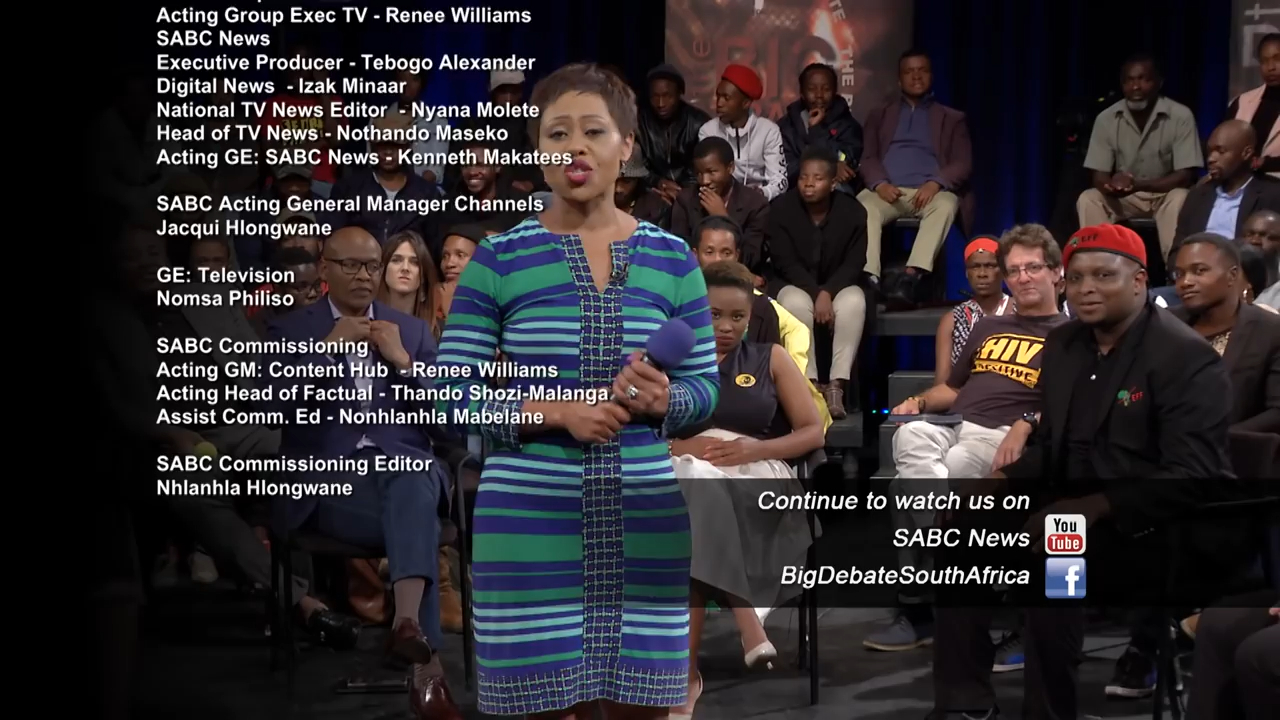 Acting Group Exec TV - Renee Williams
SABC News
Executive Producer - Tebogo Alexander
Digital News - Izak Minaar
National TV News Editor - Nyana Molete
Head of TV News - Nothando Maseko
Acting GE: SABC News - Kenneth Makatees
SABC Acting General Manager Channels
Jacqui Hlongwane
GE: Television
Nomsa Philiso
SABC Commissioning
Acting GM: Content Hub - Renee Williams
Acting Head of Factual - Thando Shozi-Malanga
Assist Comm. Ed - Nonhlanhla Mabelane
SABC Commissioning Editor
Nhlanhla Hlongwane
Continue to watch us on
SABC News
You
Tube
BigDebateSouthAfrica
f
EFF
HIV
EFF
THE